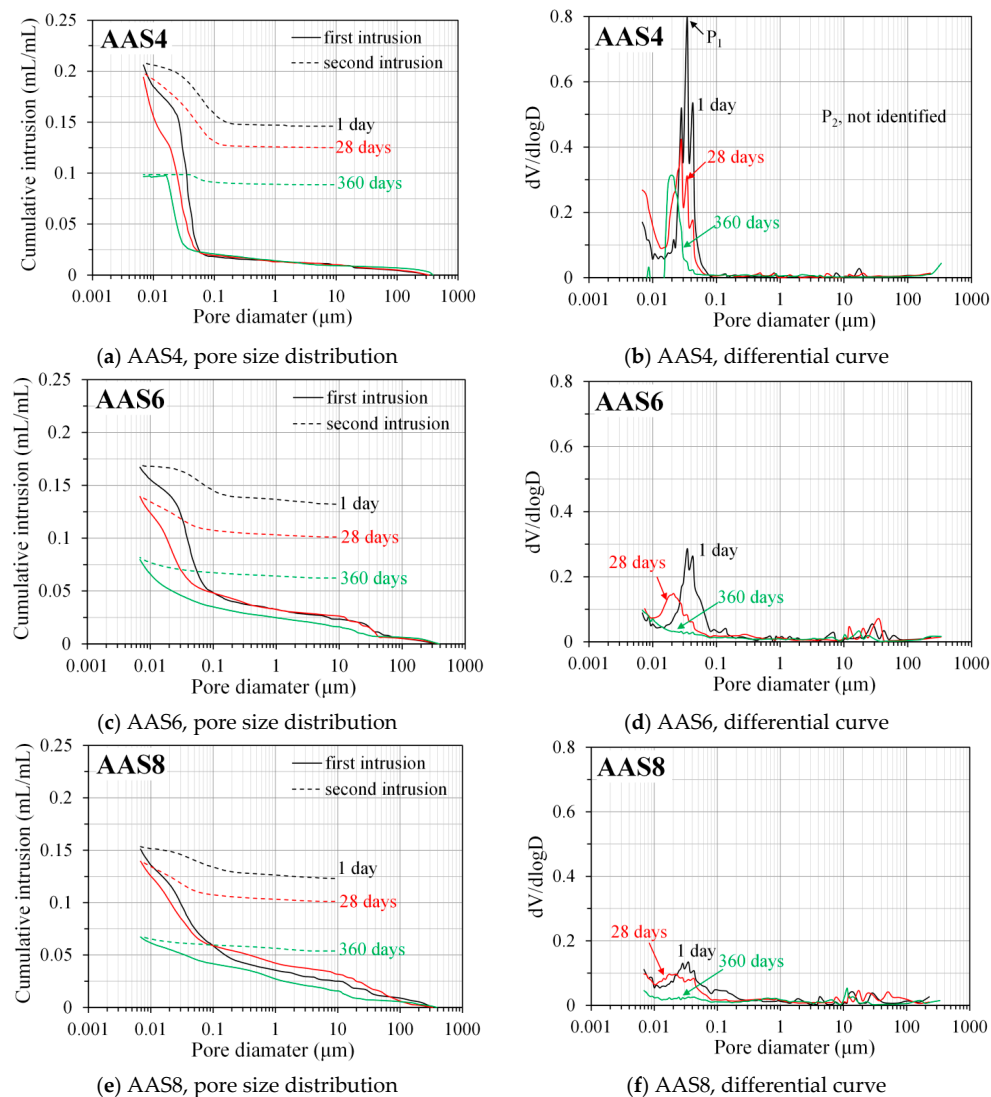 AAS4
first intrusion
second intrusion
1 day
28 days
360 days
Cumulative intrusion (mL/mL)
0.25
0.2
0.15
0.1
0.05
0
0.001 0.01 0.1 1 10 100 1000
Pore diamater (μm)
(a) AAS4, pore size distribution
AAS4
P1
1 day
P2, not identified
28 days
360 days
dV/dlogD
0.8
0.6
0.4
0.2
0
0.001 0.01 0.1 1 10 100 1000
Pore diamater (μm)
(b) AAS4, differential curve
AAS6
first intrusion
second intrusion
1 day
28 days
360 days
Cumulative intrusion (mL/mL)
0.25
0.2
0.15
0.1
0.05
0
0.001 0.01 0.1 1 10 100 1000
Pore diamater (μm)
(c) AAS6, pore size distribution
AAS6
1 day
28 days
360 days
dV/dlogD
0.8
0.6
0.4
0.2
0
0.001 0.01 0.1 1 10 100 1000
Pore diamater (μm)
(d) AAS6, differential curve
AAS8
first intrusion
second intrusion
1 day
28 days
360 days
Cumulative intrusion (mL/mL)
0.25
0.2
0.15
0.1
0.05
0
0.001 0.01 0.1 1 10 100 1000
Pore diamater (μm)
(e) AAS8, pore size distribution
AAS8
28 days
1 day
360 days
dV/dlogD
0.8
0.6
0.4
0.2
0
0.001 0.01 0.1 1 10 100 1000
Pore diamater (μm)
(f) AAS8, differential curve